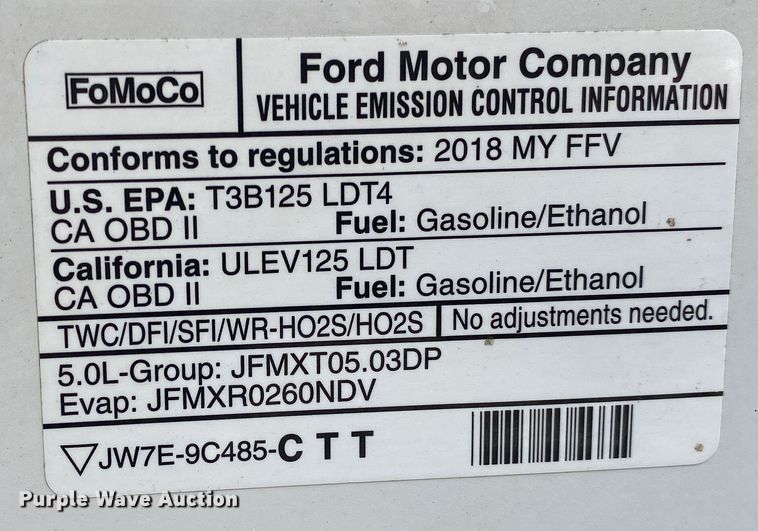 FoMoCo
Ford Motor Company
VEHICLE EMISSION CONTROL INFORMATION
Conforms to regulations: 2018 MY FFV
U.S. EPA: T3B125 LDT4
CA OBD II Fuel: Gasoline/Ethanol
California: ULEV125 LDT
CA OBD II Fuel: Gasoline/Ethanol
TWC/DFI/SFI/WR-HO2S/HO2S No adjustments needed.
5.0L-Group: JFMXT05.03DP
Evap: JFMXR0260NDV
JW7E-9C485-C T T
Purple Wave Auction